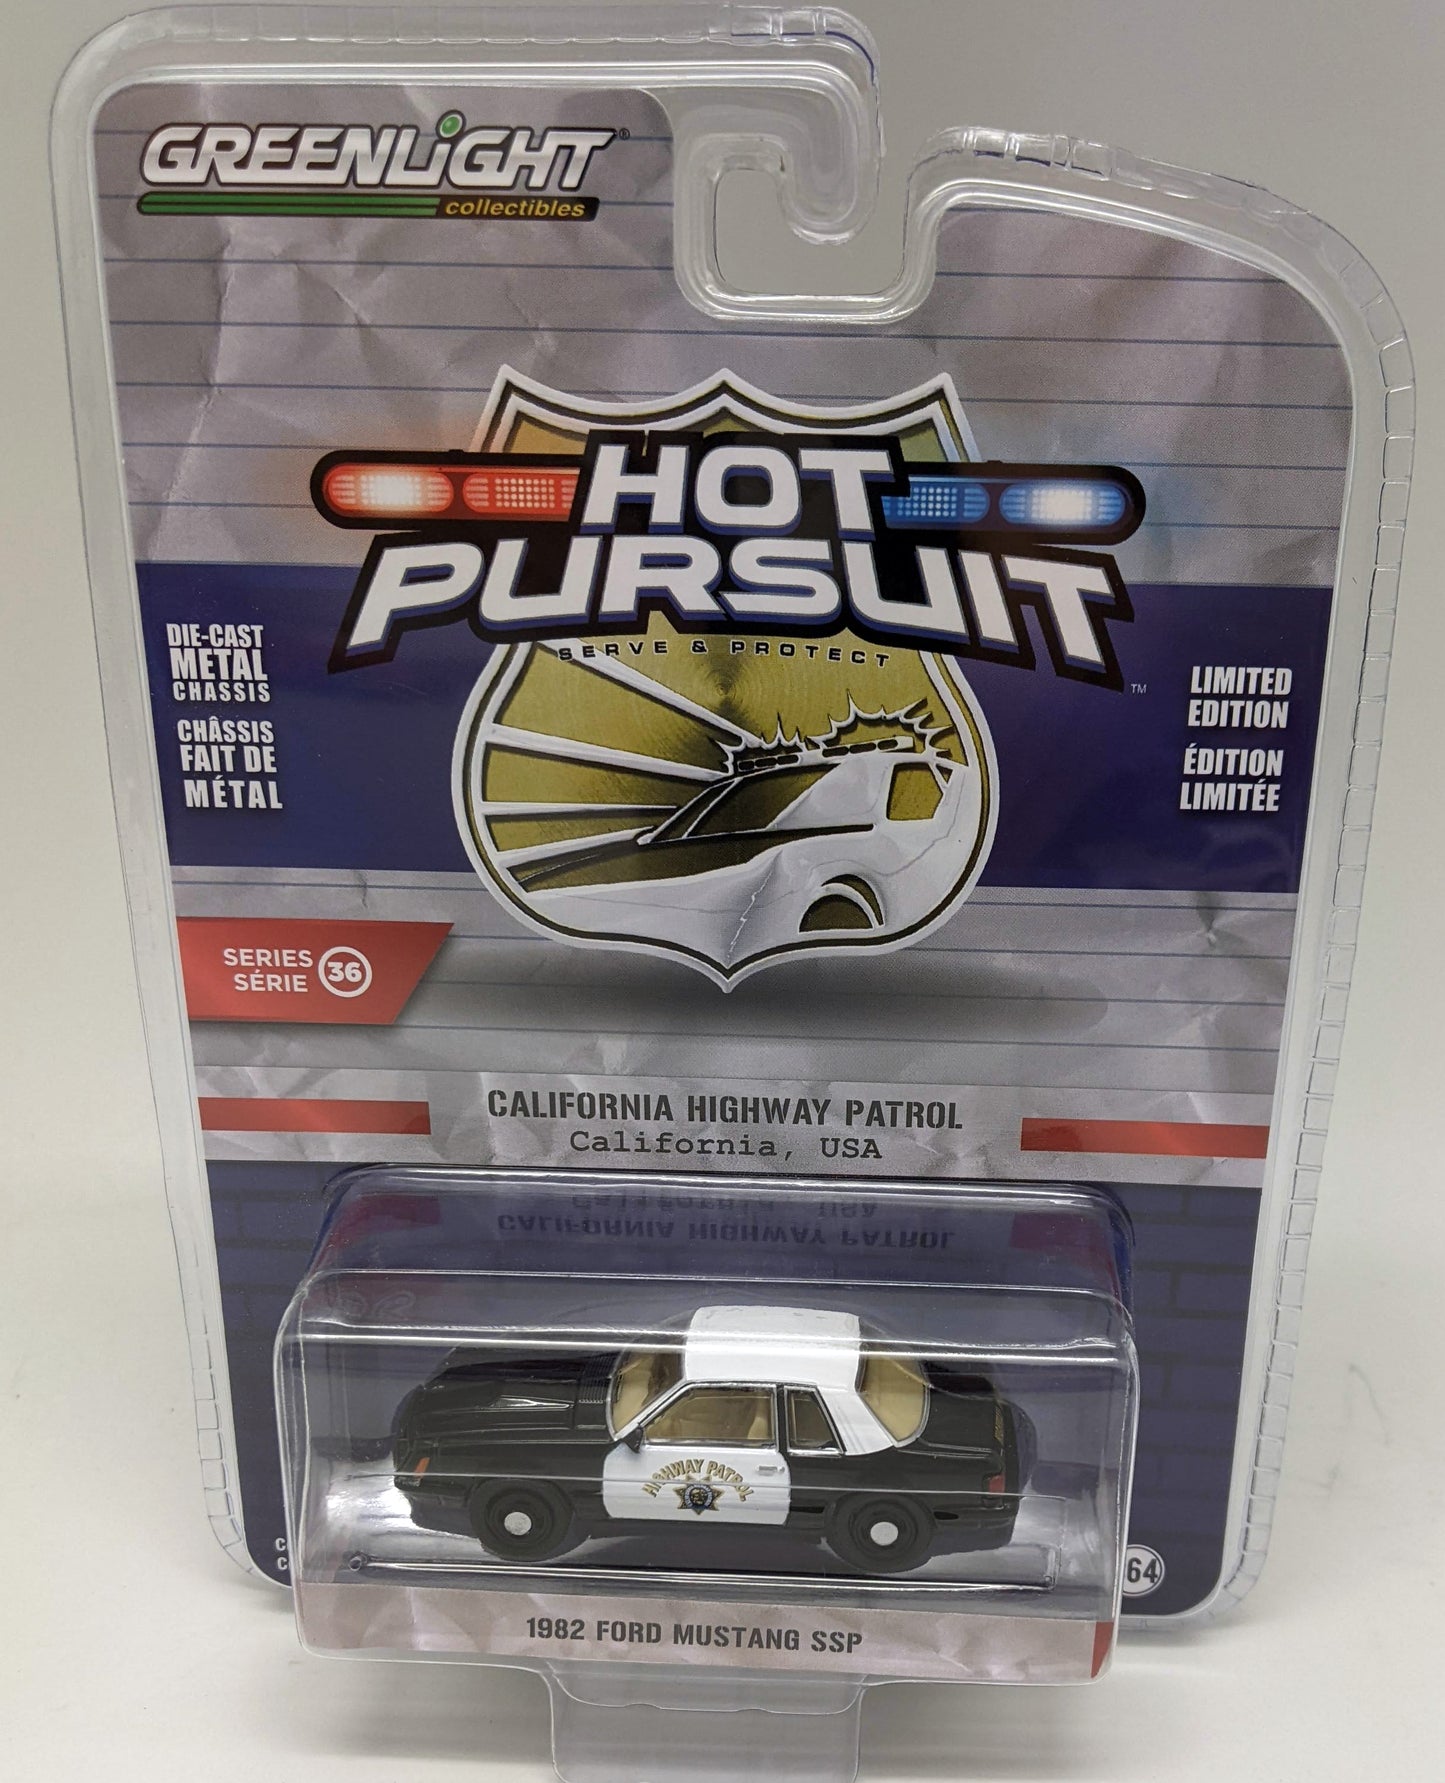 GREENLIGHT®
collectibles
HOT
PURSUIT
SERVE & PROTECT
TM
DIE-CAST
METAL
CHASSIS
CHÂSSIS
FAIT DE
MÉTAL
LIMITED
EDITION
ÉDITION
LIMITÉE
SERIES
SÉRIE
36
CALIFORNIA HIGHWAY PATROL
California, USA
HIGHWAY PATROL
64
1982 FORD MUSTANG SSP